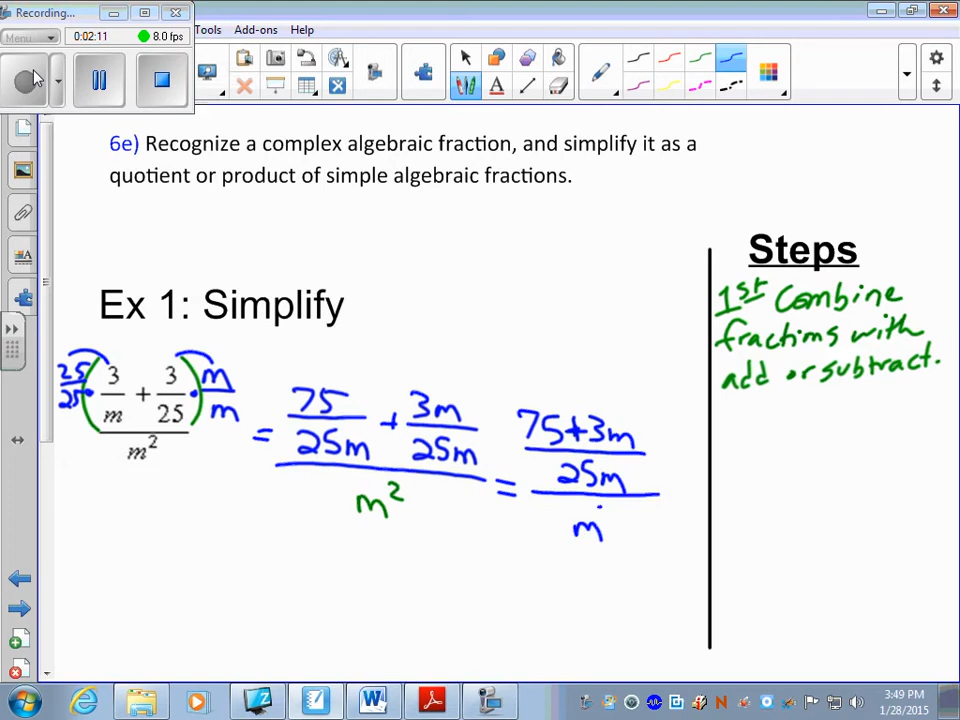 Recording...
Menu
0:02:11
8.0 fps
Tools Add-ons Help
6e) Recognize a complex algebraic fraction, and simplify it as a
quotient or product of simple algebraic fractions.
Steps
1st Combine
fractions with
add or subtract.
Ex 1: Simplify
25/25 · (3/m + 3/25) · m/m
m²
= 75/25m + 3m/25m
m²
= 75+3m
25m
m
3:49 PM
1/28/2015